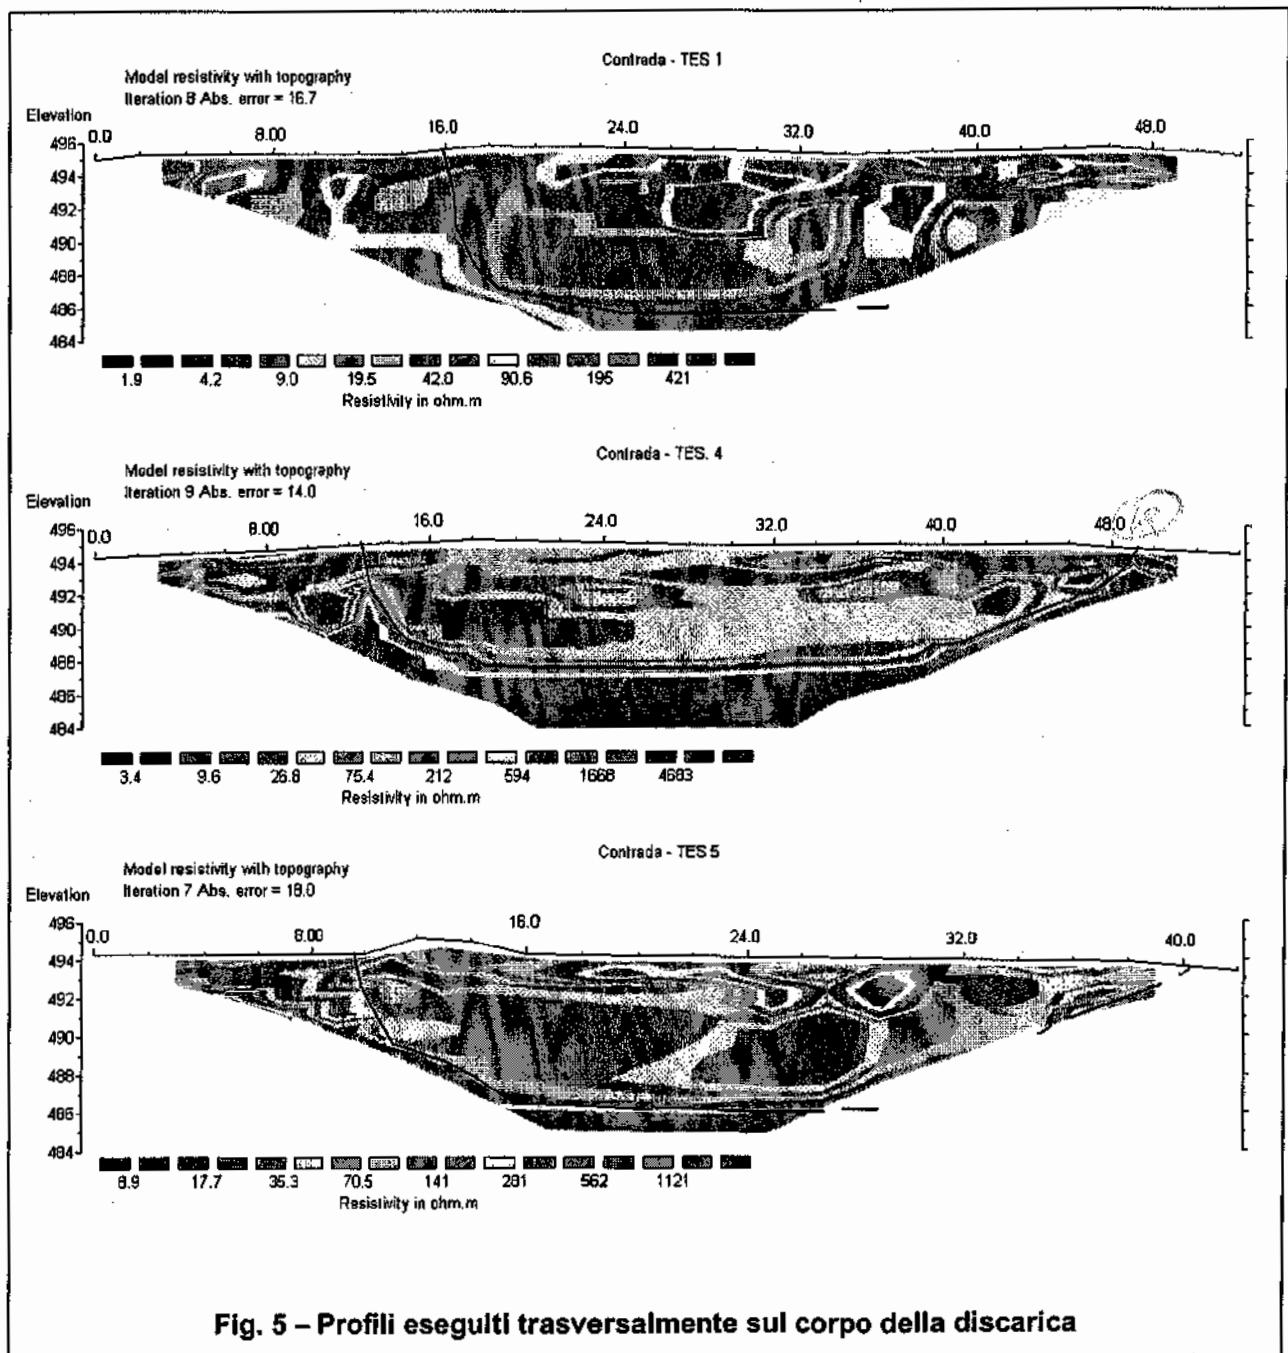 Contrada - TES 1
Model resistivity with topography
Iteration 8 Abs. error = 16.7
Elevation
0.0 8.00 16.0 24.0 32.0 40.0 48.0
496
494
492
490
488
486
484
1.9 4.2 9.0 19.5 42.0 90.6 195 421
Resistivity in ohm.m
Contrada - TES. 4
Model resistivity with topography
Iteration 9 Abs. error = 14.0
Elevation
0.0 8.00 16.0 24.0 32.0 40.0 48.0
496
494
492
490
488
486
484
3.4 9.6 26.8 75.4 212 594 1668 4683
Resistivity in ohm.m
Contrada - TES 5
Model resistivity with topography
Iteration 7 Abs. error = 18.0
Elevation
0.0 8.00 16.0 24.0 32.0 40.0
496
494
492
490
488
486
484
8.9 17.7 35.3 70.5 141 281 562 1121
Resistivity in ohm.m
Fig. 5 – Profili eseguiti trasversalmente sul corpo della discarica